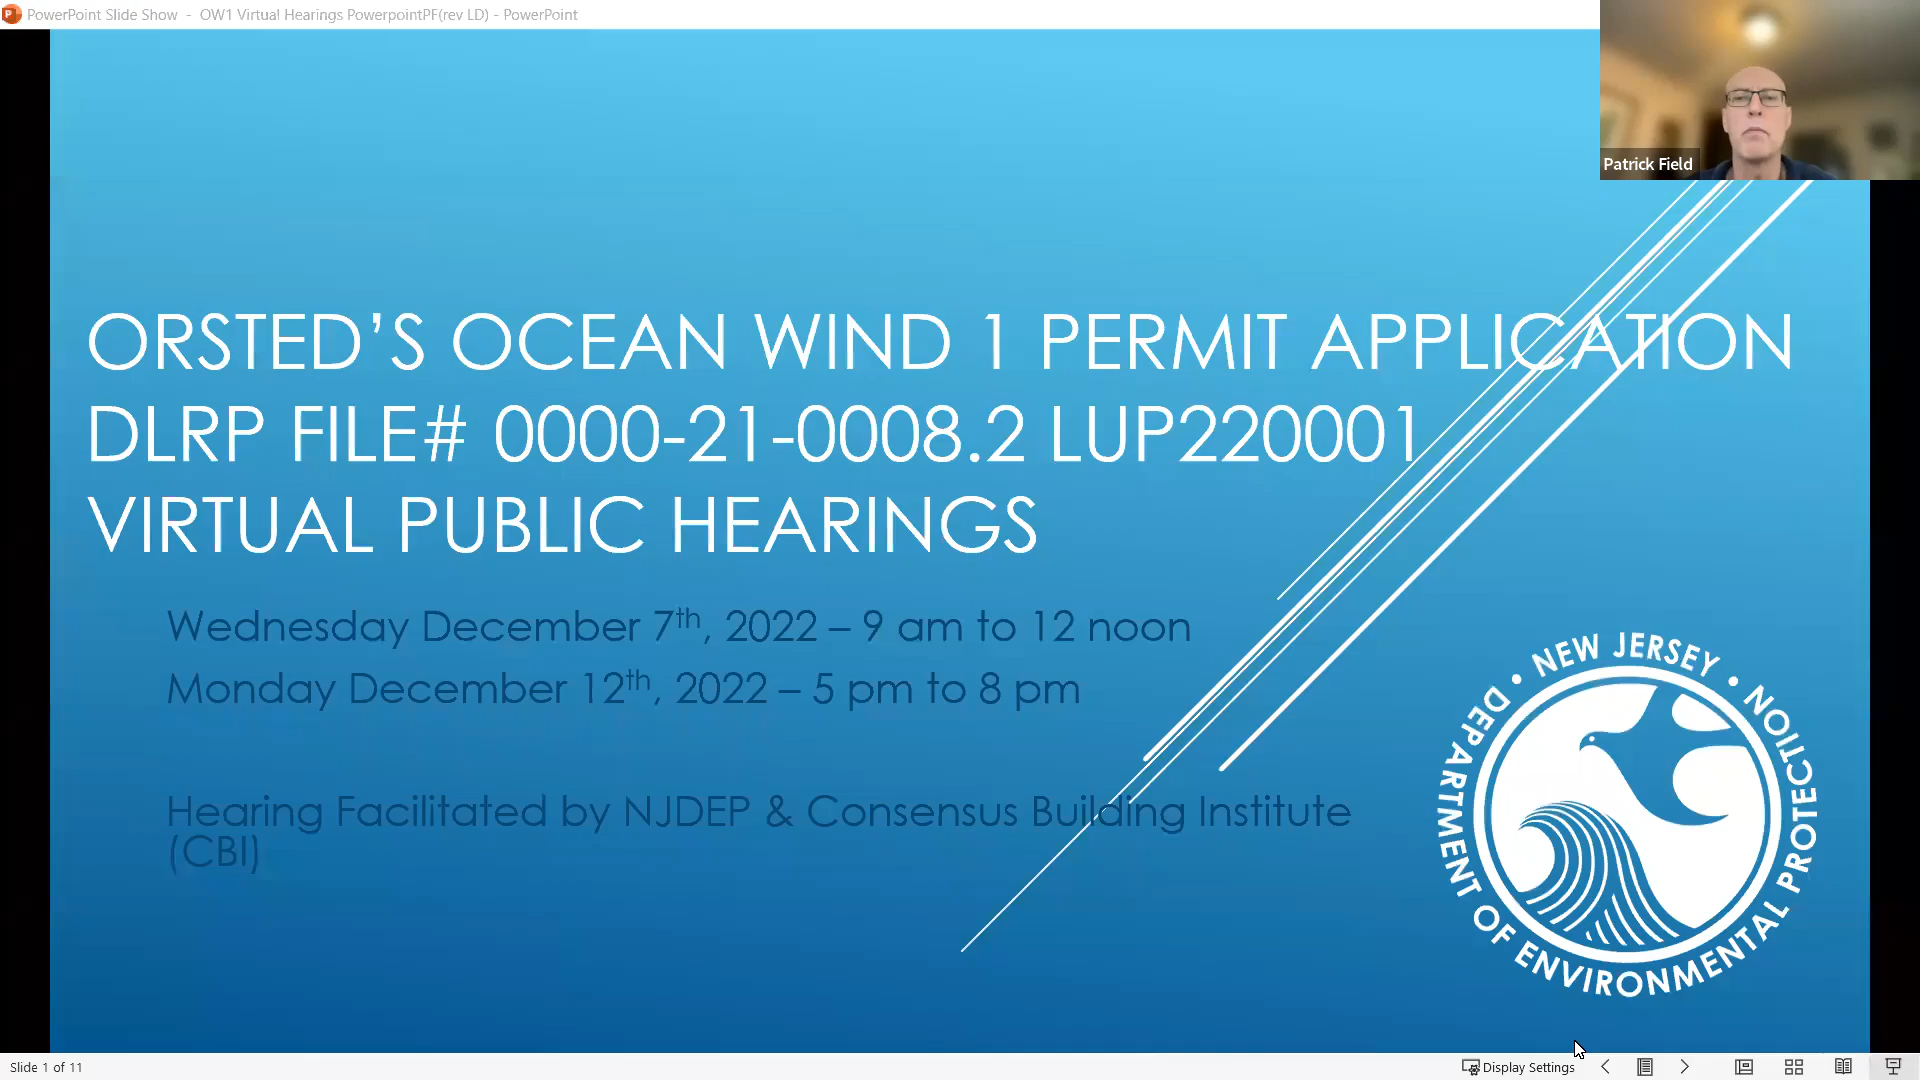 PowerPoint Slide Show - OW1 Virtual Hearings PowerpointPF(rev LD) - PowerPoint
Patrick Field
ORSTED’S OCEAN WIND 1 PERMIT APPLICATION
DLRP FILE# 0000-21-0008.2 LUP220001
VIRTUAL PUBLIC HEARINGS
Wednesday December 7th, 2022 – 9 am to 12 noon
Monday December 12th, 2022 – 5 pm to 8 pm
Hearing Facilitated by NJDEP & Consensus Building Institute
(CBI)
NEW JERSEY • DEPARTMENT OF ENVIRONMENTAL PROTECTION •
Slide 1 of 11
Display Settings